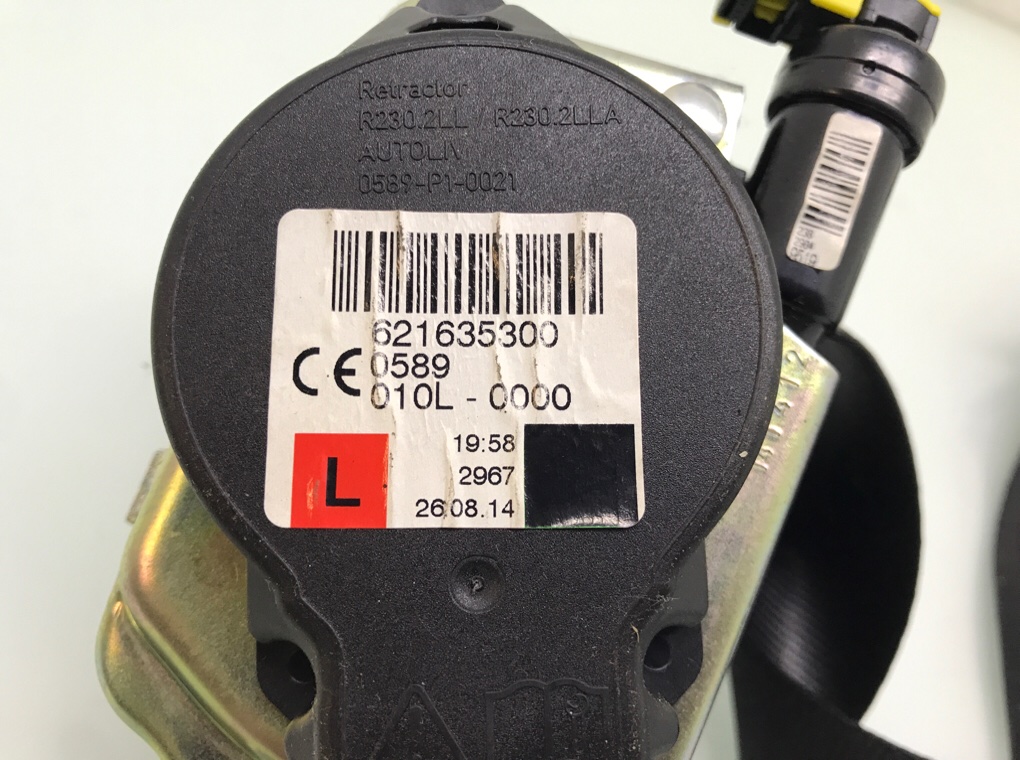 Retractor
R230.2LL / R230.2LLA
AUTOLIV
0589-P1-0021
621635300
CE 0589
010L - 0000
L
19:58
2967
26.08.14